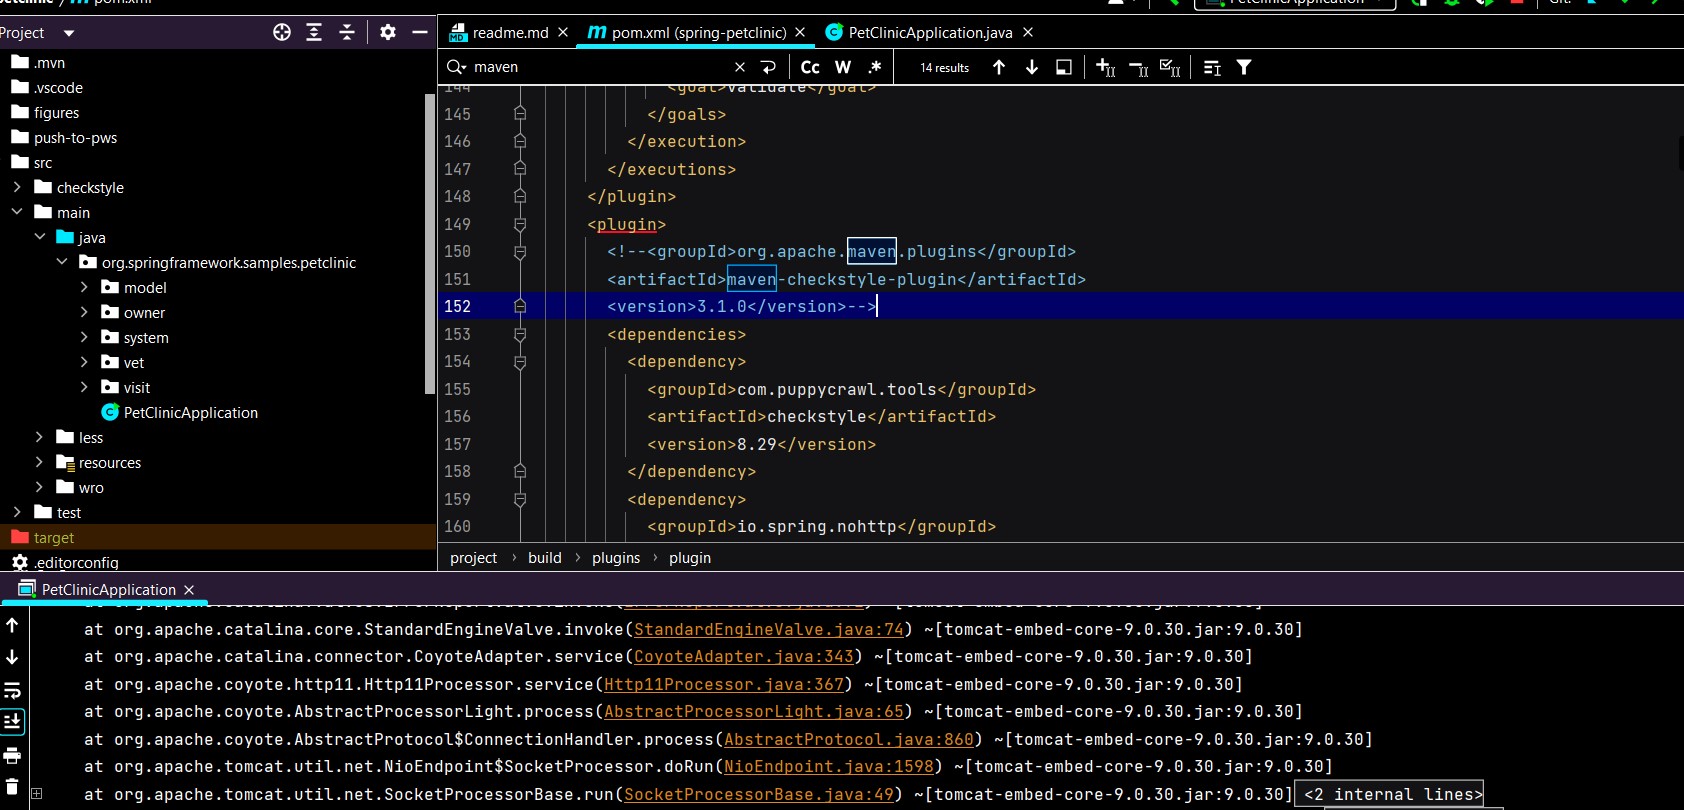 petclinic / m pom.xml
PetClinicApplication
Git:
Project
readme.md
pom.xml (spring-petclinic)
PetClinicApplication.java
maven
Cc W .*
14 results
.mvn
.vscode
figures
push-to-pws
src
checkstyle
main
java
org.springframework.samples.petclinic
model
owner
system
vet
visit
PetClinicApplication
less
resources
wro
test
target
.editorconfig
144 <goal>validate</goal>
145 </goals>
146 </execution>
147 </executions>
148 </plugin>
149 <plugin>
150 <!--<groupId>org.apache.maven.plugins</groupId>
151 <artifactId>maven-checkstyle-plugin</artifactId>
152 <version>3.1.0</version>-->
153 <dependencies>
154 <dependency>
155 <groupId>com.puppycrawl.tools</groupId>
156 <artifactId>checkstyle</artifactId>
157 <version>8.29</version>
158 </dependency>
159 <dependency>
160 <groupId>io.spring.nohttp</groupId>
project > build > plugins > plugin
PetClinicApplication
at org.apache.catalina.core.StandardEngineValve.invoke(StandardEngineValve.java:74) ~[tomcat-embed-core-9.0.30.jar:9.0.30]
at org.apache.catalina.connector.CoyoteAdapter.service(CoyoteAdapter.java:343) ~[tomcat-embed-core-9.0.30.jar:9.0.30]
at org.apache.coyote.http11.Http11Processor.service(Http11Processor.java:367) ~[tomcat-embed-core-9.0.30.jar:9.0.30]
at org.apache.coyote.AbstractProcessorLight.process(AbstractProcessorLight.java:65) ~[tomcat-embed-core-9.0.30.jar:9.0.30]
at org.apache.coyote.AbstractProtocol$ConnectionHandler.process(AbstractProtocol.java:860) ~[tomcat-embed-core-9.0.30.jar:9.0.30]
at org.apache.tomcat.util.net.NioEndpoint$SocketProcessor.doRun(NioEndpoint.java:1598) ~[tomcat-embed-core-9.0.30.jar:9.0.30]
at org.apache.tomcat.util.net.SocketProcessorBase.run(SocketProcessorBase.java:49) ~[tomcat-embed-core-9.0.30.jar:9.0.30] <2 internal lines>